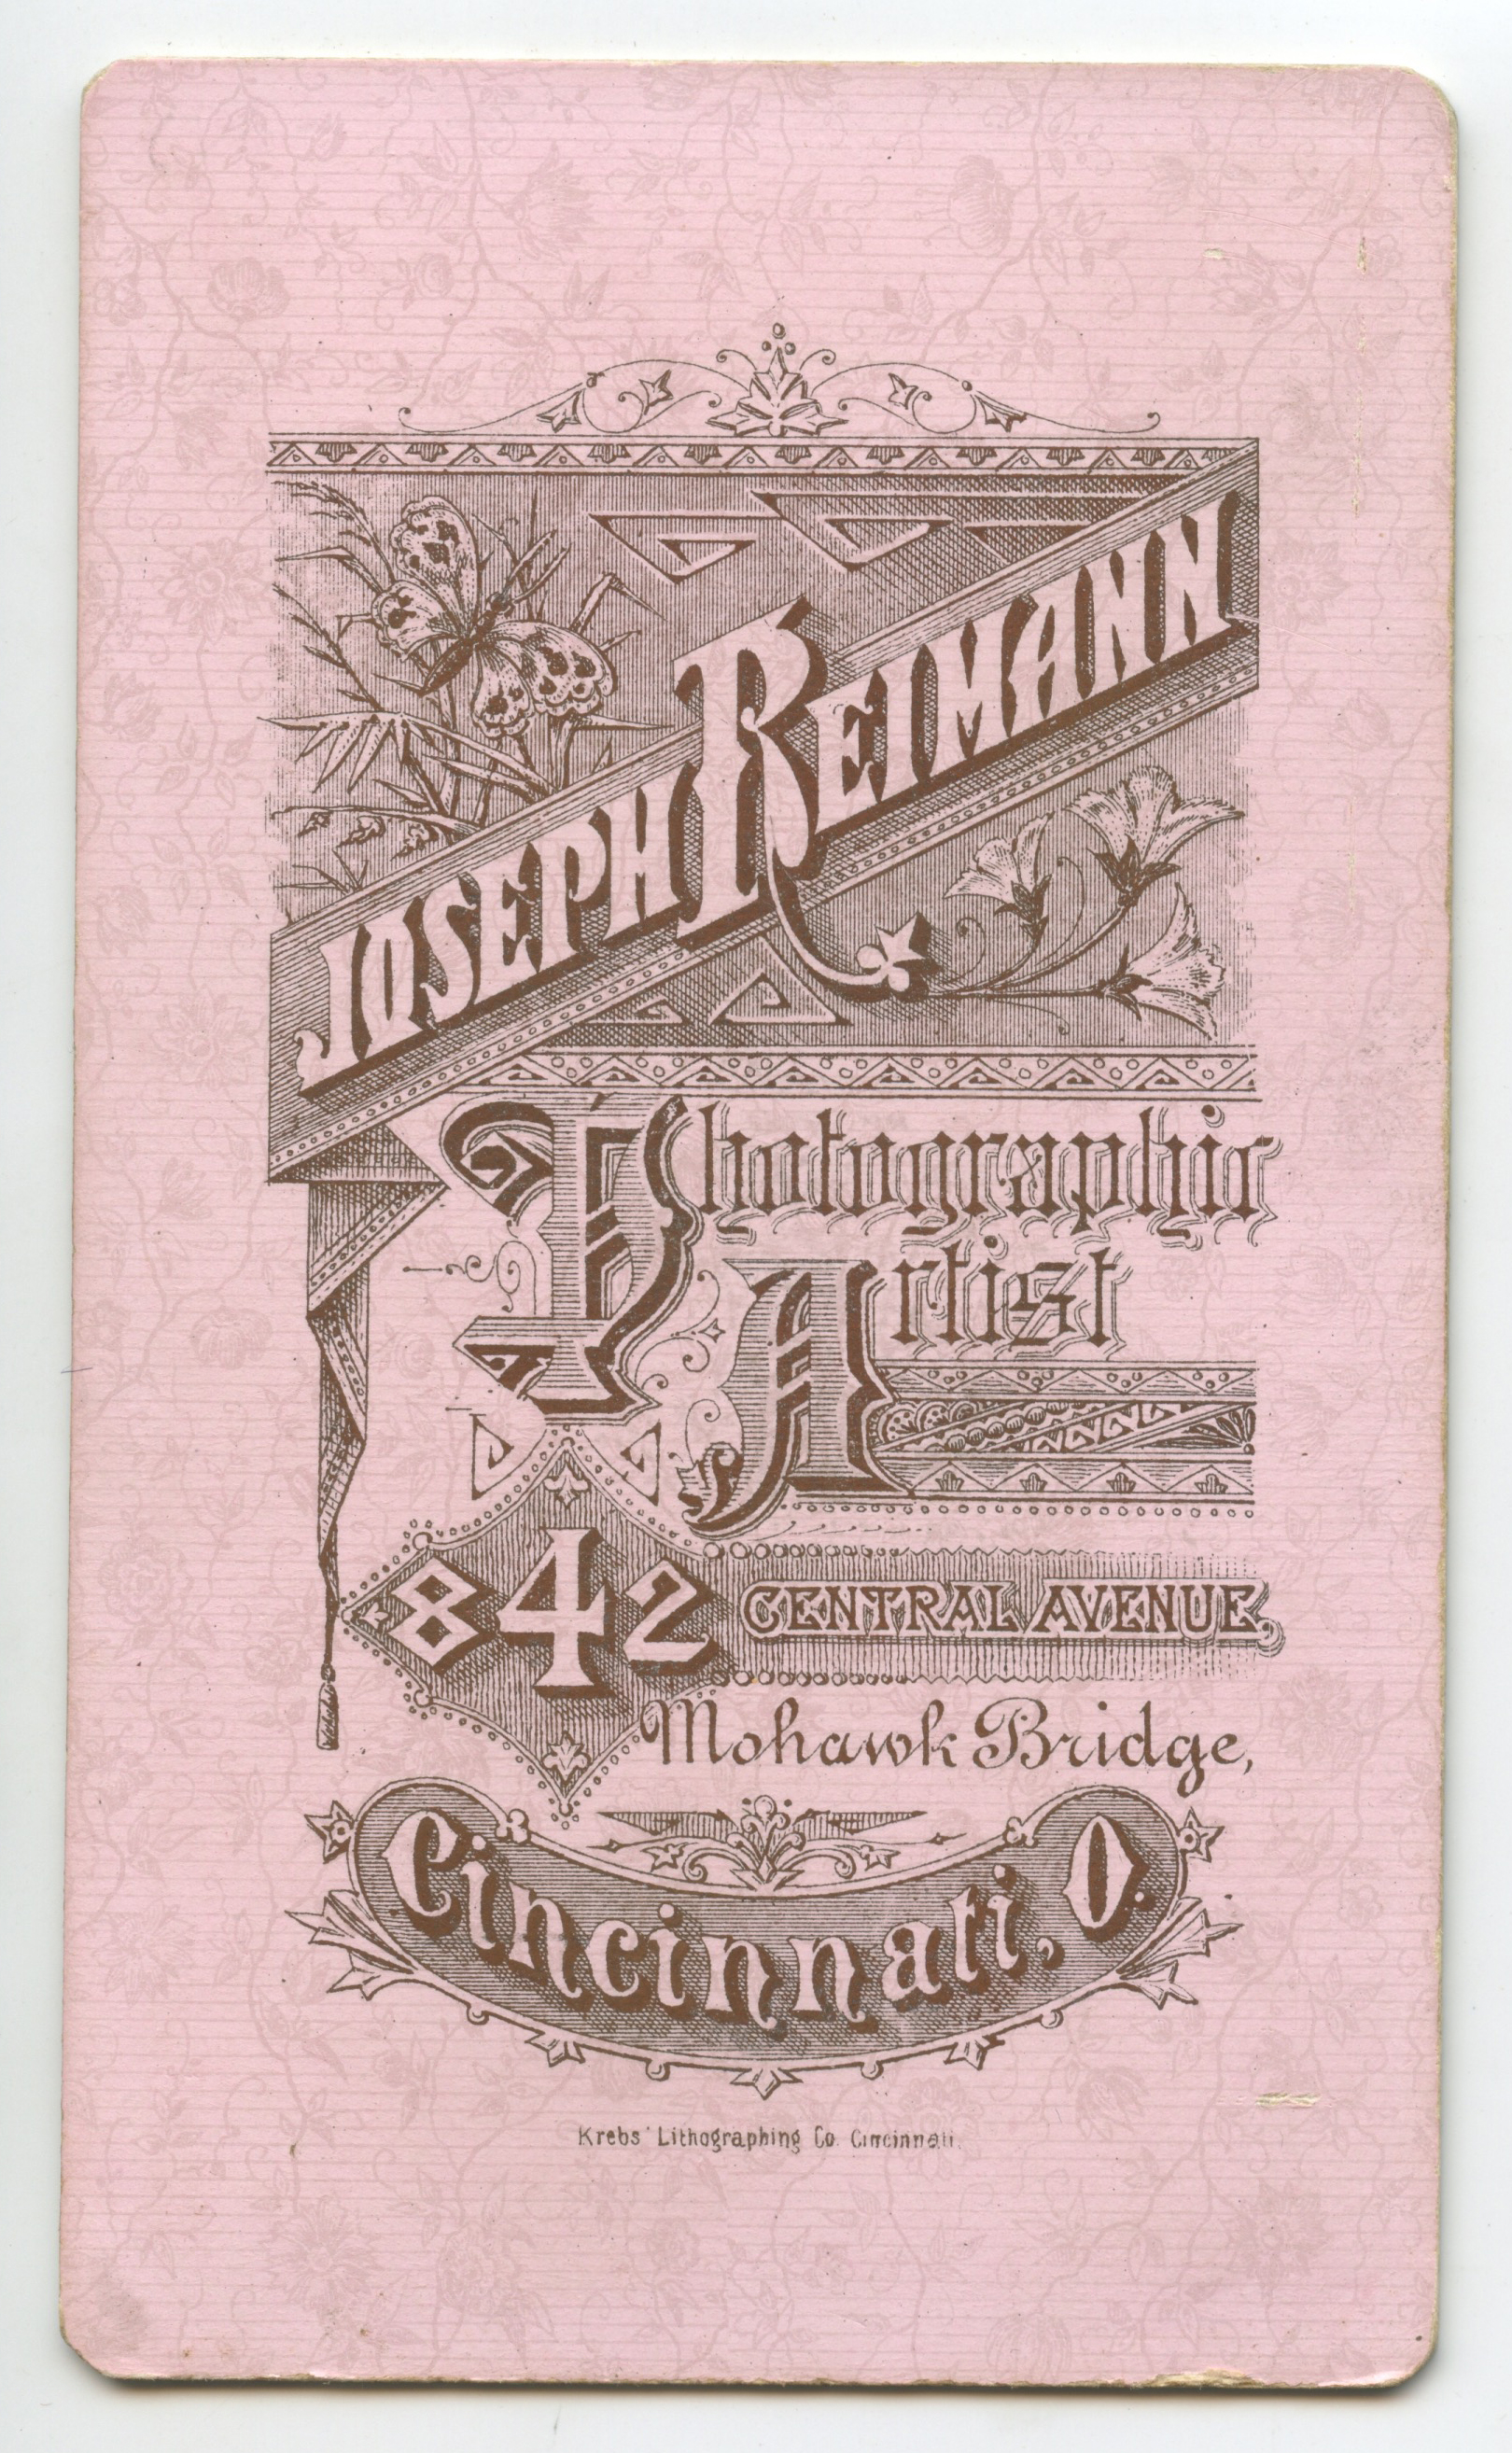 JOSEPH REIMANN
Photographic
Artist
842 CENTRAL AVENUE,
Mohawk Bridge,
Cincinnati, O.
Krebs' Lithographing Co. Cincinnati.